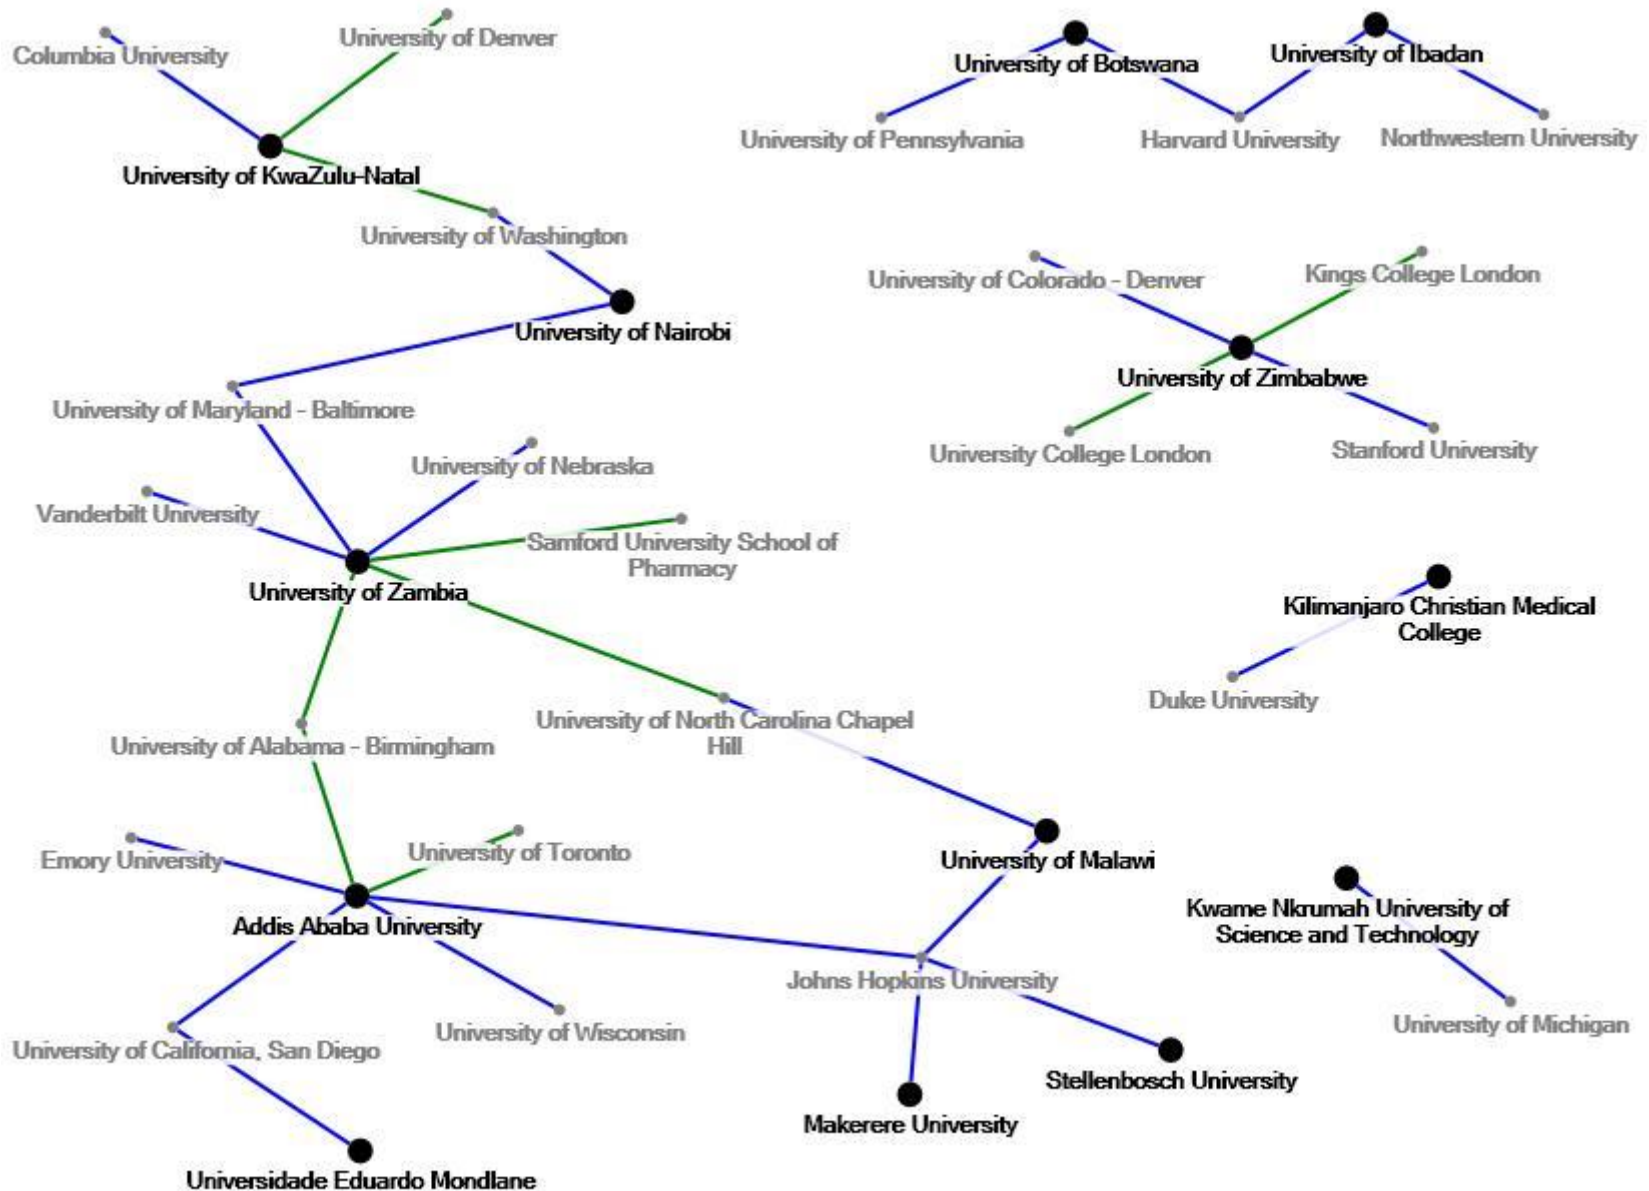 University of Denver
Columbia University
University of Botswana
University of Ibadan
University of Pennsylvania
Harvard University
Northwestern University
University of KwaZulu-Natal
University of Washington
University of Colorado - Denver
Kings College London
University of Nairobi
University of Zimbabwe
University of Maryland - Baltimore
University College London
Stanford University
University of Nebraska
Vanderbilt University
Samford University School of
Pharmacy
University of Zambia
Kilimanjaro Christian Medical
College
Duke University
University of North Carolina Chapel
Hill
University of Alabama - Birmingham
Emory University
University of Toronto
University of Malawi
Addis Ababa University
Kwame Nkrumah University of
Science and Technology
Johns Hopkins University
University of Michigan
University of Wisconsin
University of California, San Diego
Stellenbosch University
Makerere University
Universidade Eduardo Mondlane